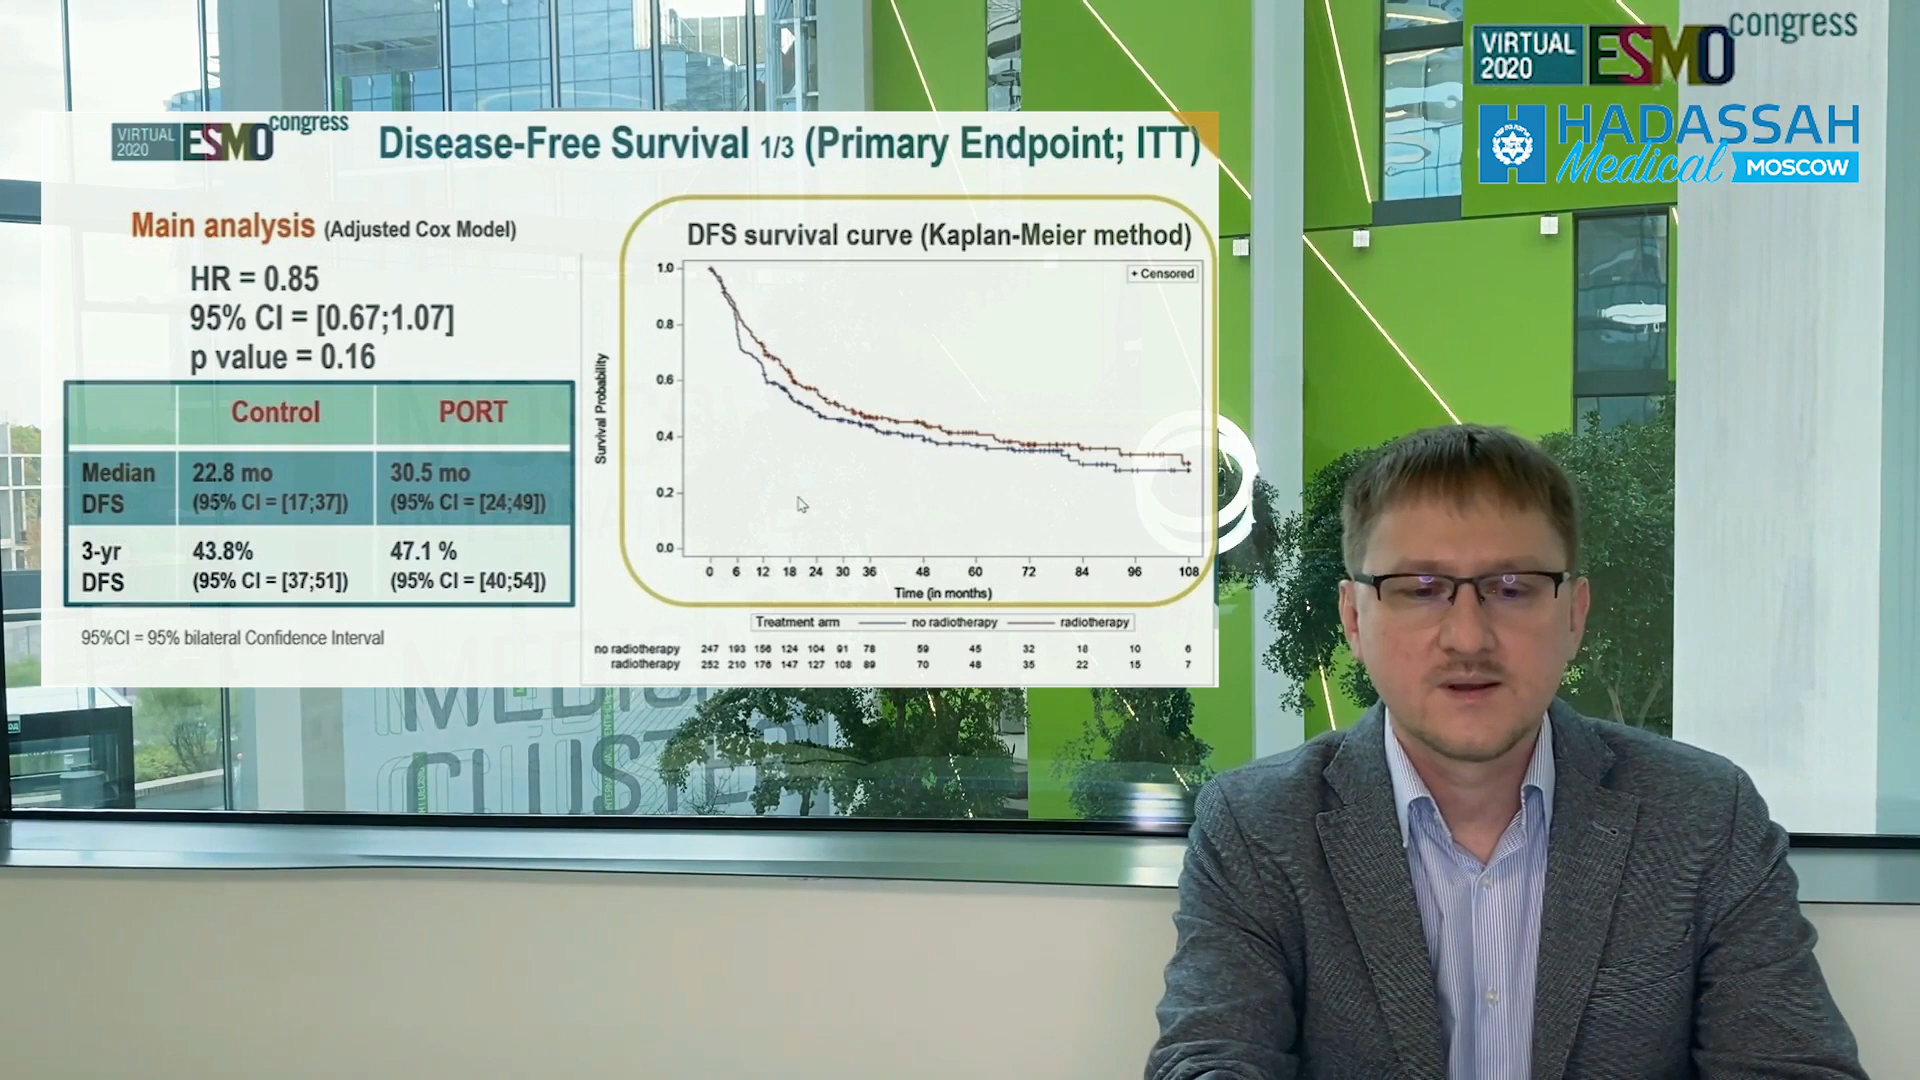 VIRTUAL
2020
ESMO
congress
HADASSAH
Medical
MOSCOW
VIRTUAL
2020
ESMO
congress
Disease-Free Survival 1/3 (Primary Endpoint; ITT)
Main analysis (Adjusted Cox Model)
HR = 0.85
95% CI = [0.67;1.07]
p value = 0.16
Control PORT
Median DFS
22.8 mo
(95% CI = [17;37])
30.5 mo
(95% CI = [24;49])
3-yr DFS
43.8%
(95% CI = [37;51])
47.1 %
(95% CI = [40;54])
95%CI = 95% bilateral Confidence Interval
DFS survival curve (Kaplan-Meier method)
+ Censored
Survival Probability
1.0
0.8
0.6
0.4
0.2
0.0
0 6 12 18 24 30 36 48 60 72 84 96 108
Time (in months)
Treatment arm no radiotherapy radiotherapy
no radiotherapy 247 193 156 124 104 91 78 59 45 32 18 10 6
radiotherapy 252 210 176 147 127 108 89 70 48 35 22 15 7
MEDICAL
CLUSTER